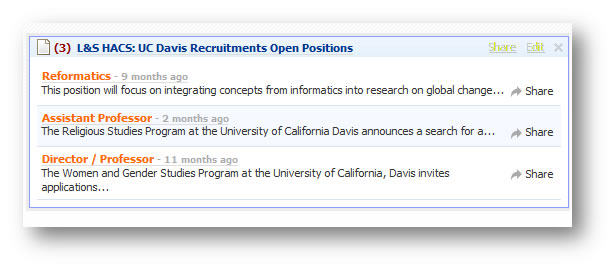 (3) L&S HACS: UC Davis Recruitments Open Positions Share Edit
Reformatics - 9 months ago
This position will focus on integrating concepts from informatics into research on global change... Share
Assistant Professor - 2 months ago
The Religious Studies Program at the University of California Davis announces a search for a... Share
Director / Professor - 11 months ago
The Women and Gender Studies Program at the University of California, Davis invites Share
applications...